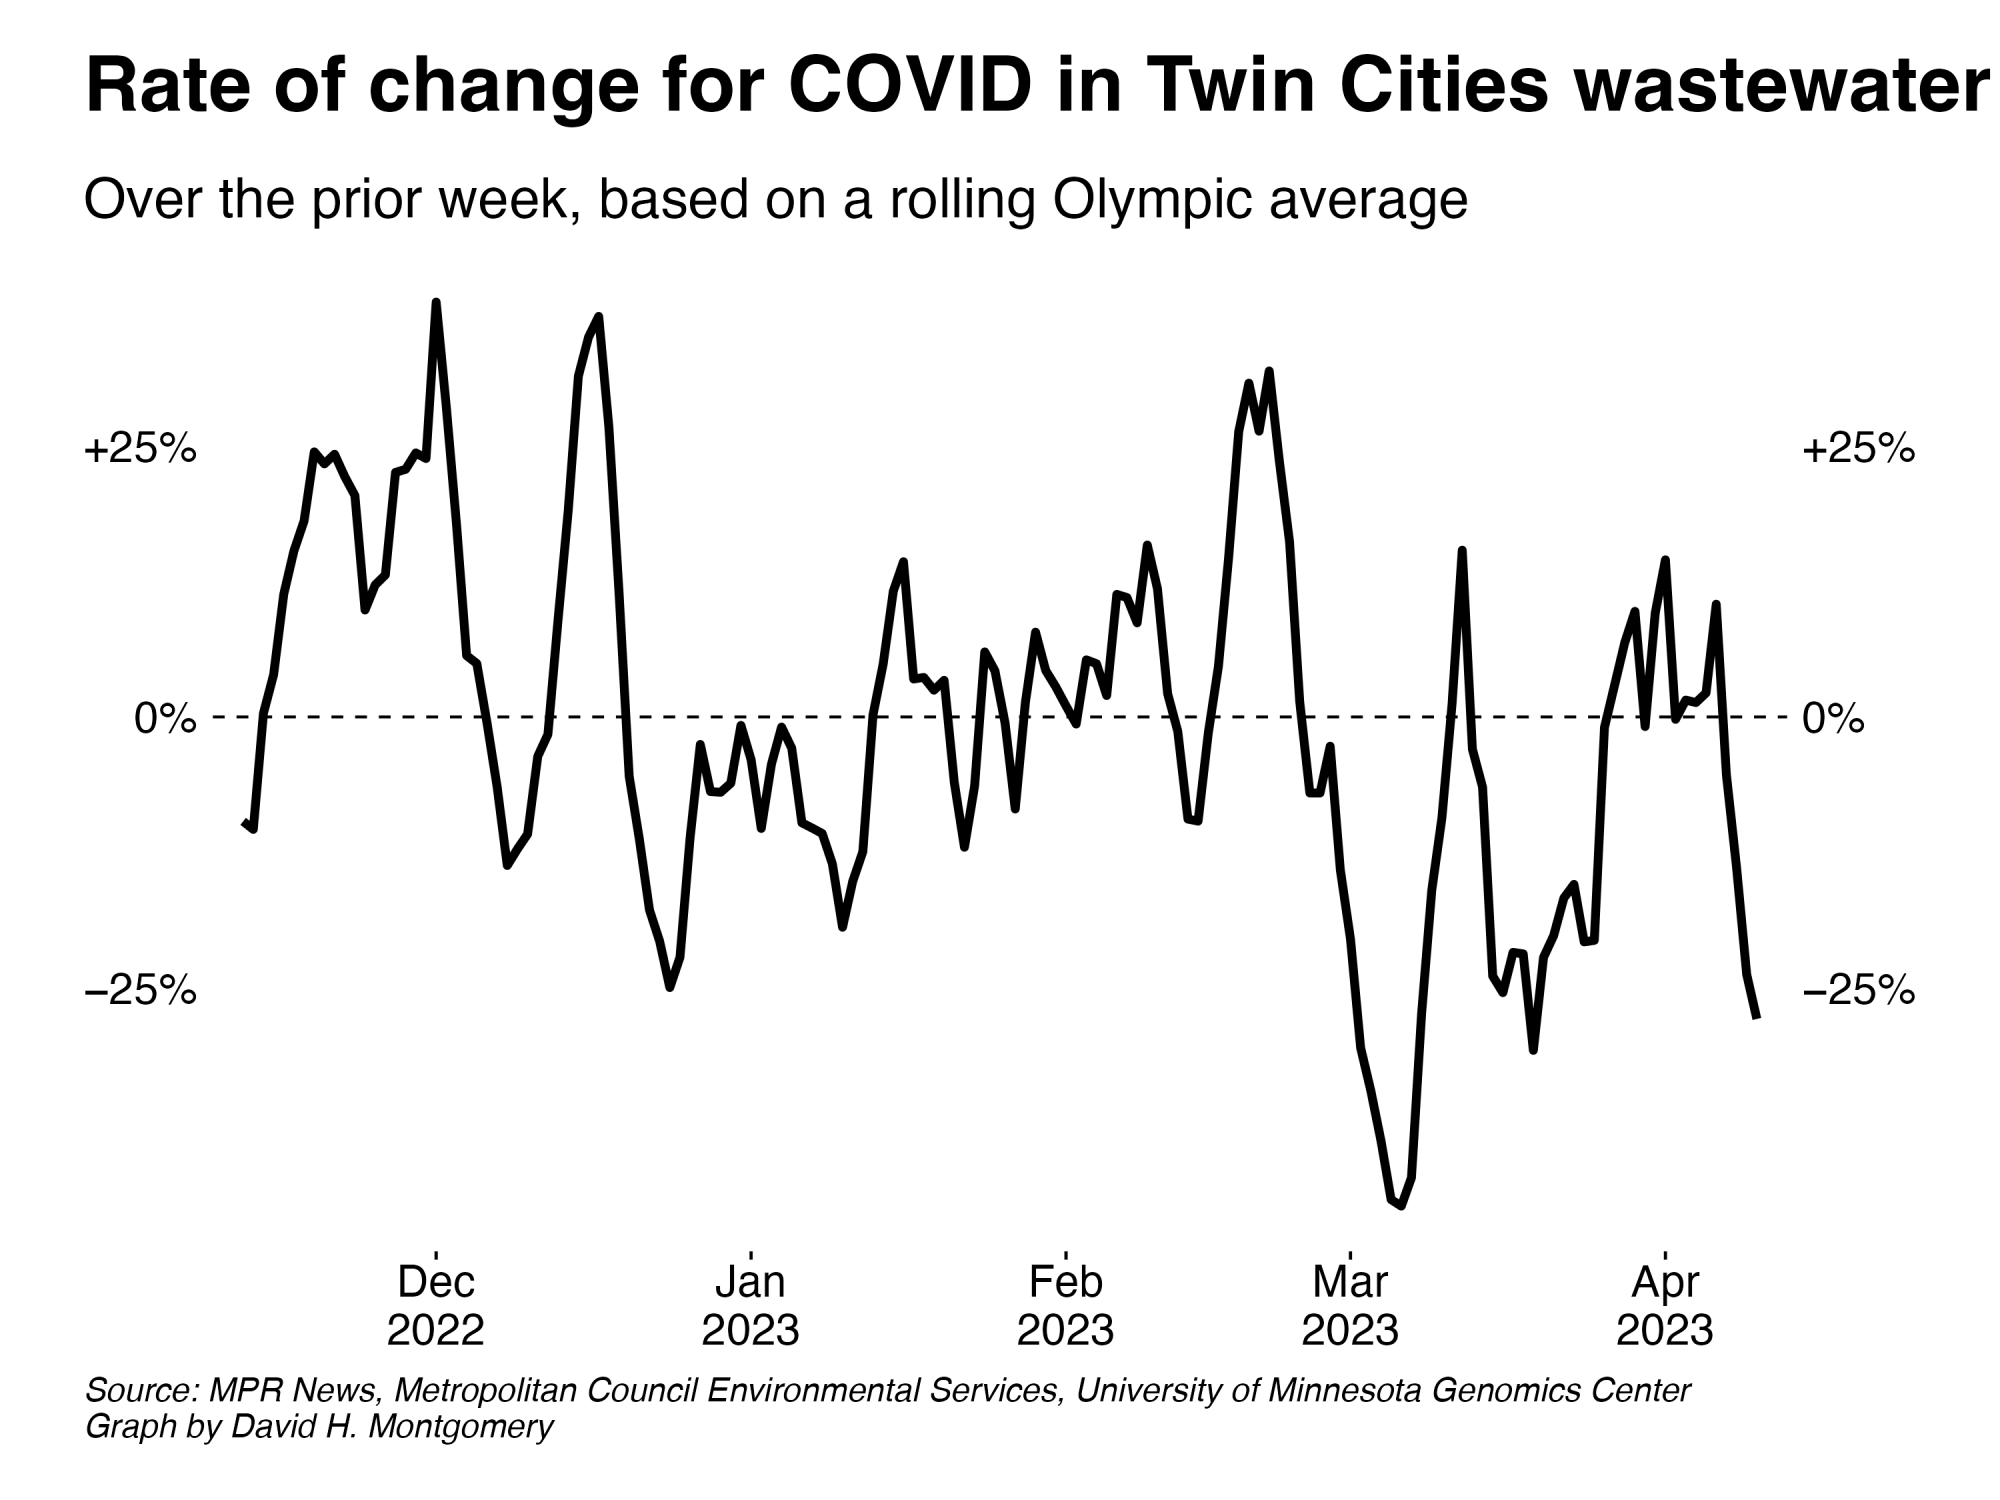 Rate of change for COVID in Twin Cities wastewater
Over the prior week, based on a rolling Olympic average
+25% +25%
0% 0%
−25% −25%
Dec Jan Feb Mar Apr
2022 2023 2023 2023 2023
Source: MPR News, Metropolitan Council Environmental Services, University of Minnesota Genomics Center
Graph by David H. Montgomery